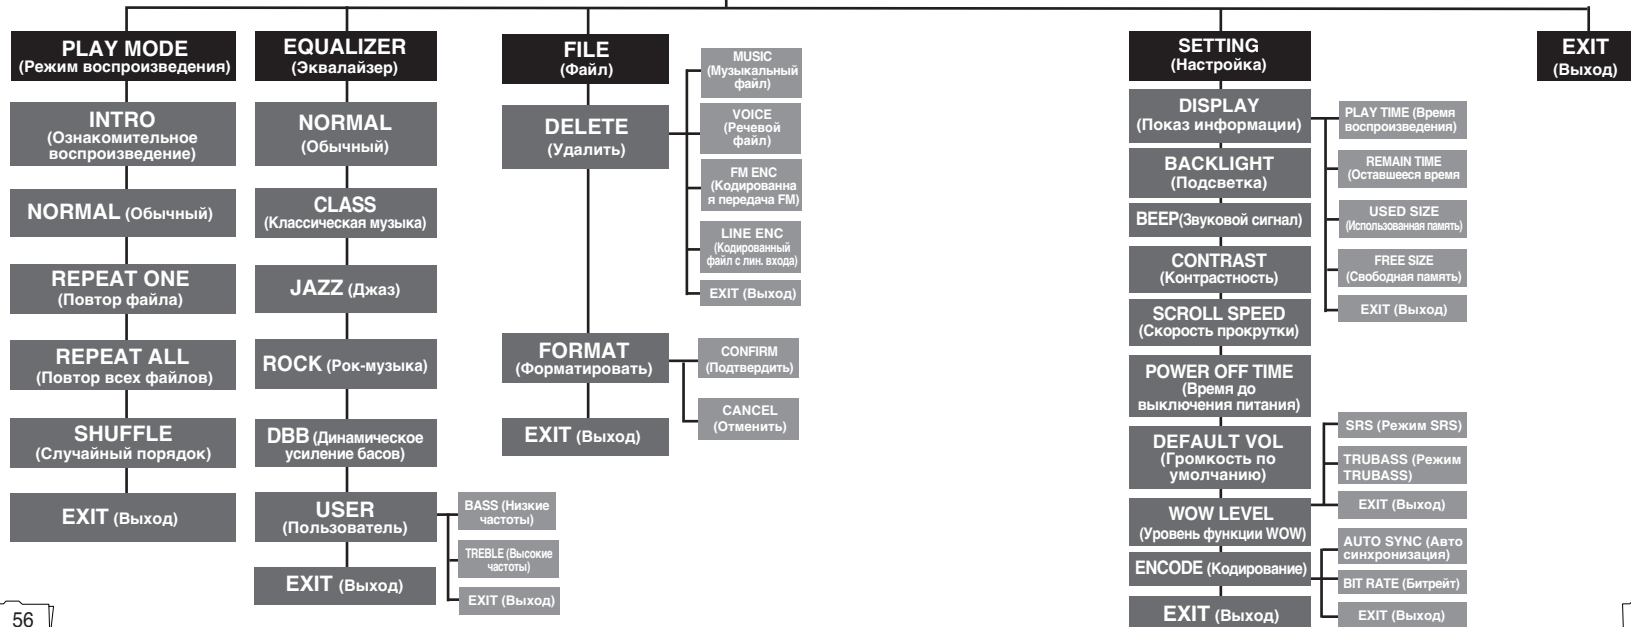 PLAY MODE
(Режим воспроизведения)
INTRO
(Ознакомительное
воспроизведение)
NORMAL (Обычный)
REPEAT ONE
(Повтор файла)
REPEAT ALL
(Повтор всех файлов)
SHUFFLE
(Случайный порядок)
EXIT (Выход)
EQUALIZER
(Эквалайзер)
NORMAL
(Обычный)
CLASS
(Классическая музыка)
JAZZ (Джаз)
ROCK (Рок-музыка)
DBB (Динамическое
усиление басов)
USER
(Пользователь)
BASS (Низкие
частоты)
TREBLE (Высокие
частоты)
EXIT (Выход)
EXIT (Выход)
FILE
(Файл)
DELETE
(Удалить)
MUSIC
(Музыкальный
файл)
VOICE
(Речевой
файл)
FM ENC
(Кодированна
я передача FM)
LINE ENC
(Кодированный
файл с лин. входа)
EXIT (Выход)
FORMAT
(Форматировать)
CONFIRM
(Подтвердить)
CANCEL
(Отменить)
EXIT (Выход)
SETTING
(Настройка)
DISPLAY
(Показ информации)
PLAY TIME (Время
воспроизведения)
REMAIN TIME
(Оставшееся время
USED SIZE
(Использованная память)
FREE SIZE
(Свободная память)
EXIT (Выход)
BACKLIGHT
(Подсветка)
BEEP(Звуковой сигнал)
CONTRAST
(Контрастность)
SCROLL SPEED
(Скорость прокрутки)
POWER OFF TIME
(Время до
выключения питания)
DEFAULT VOL
(Громкость по
умолчанию)
WOW LEVEL
(Уровень функции WOW)
SRS (Режим SRS)
TRUBASS (Режим
TRUBASS)
EXIT (Выход)
ENCODE (Кодирование)
AUTO SYNC (Авто
синхронизация)
BIT RATE (Битрейт)
EXIT (Выход)
EXIT (Выход)
EXIT
(Выход)
56